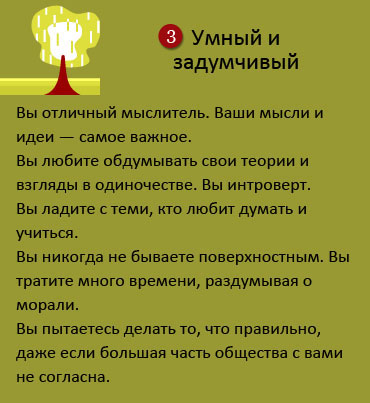 3 Умный и
задумчивый
Вы отличный мыслитель. Ваши мысли и
идеи — самое важное.
Вы любите обдумывать свои теории и
взгляды в одиночестве. Вы интроверт.
Вы ладите с теми, кто любит думать и
учиться.
Вы никогда не бываете поверхностным. Вы
тратите много времени, раздумывая о
морали.
Вы пытаетесь делать то, что правильно,
даже если большая часть общества с вами
не согласна.